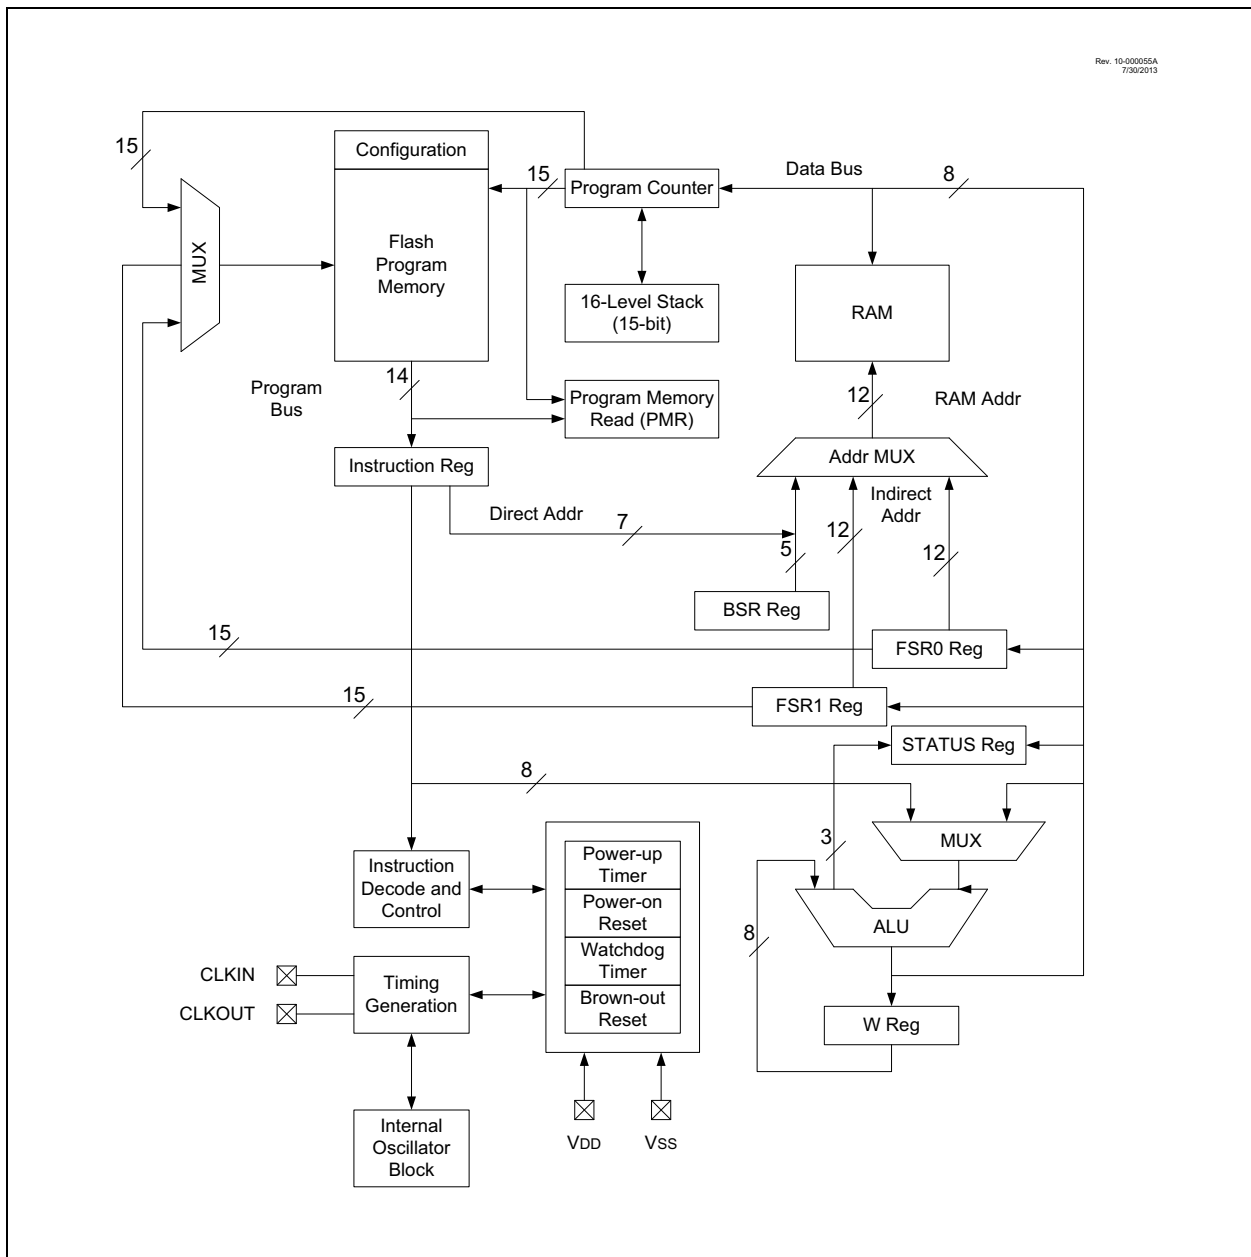 Rev. 10-000055A
7/30/2013
15
Configuration
15
Program Counter
Data Bus
8
MUX
Flash
Program
Memory
16-Level Stack
(15-bit)
RAM
14
Program
Bus
Program Memory
Read (PMR)
12
RAM Addr
Instruction Reg
Addr MUX
Direct Addr
7
Indirect
Addr
12
5
12
BSR Reg
15
FSR0 Reg
15
FSR1 Reg
STATUS Reg
8
3
MUX
Instruction
Decode and
Control
Power-up
Timer
Power-on
Reset
Watchdog
Timer
Brown-out
Reset
8
ALU
CLKIN
CLKOUT
Timing
Generation
W Reg
Internal
Oscillator
Block
VDD
VSS